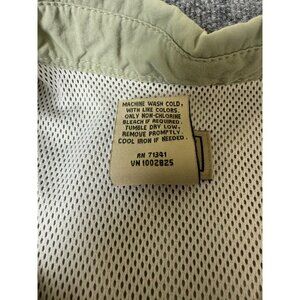 MACHINE WASH COLD,
WITH LIKE COLORS.
ONLY NON-CHLORINE
BLEACH IF REQUIRED.
TUMBLE DRY LOW,
REMOVE PROMPTLY.
COOL IRON IF NEEDED.
RN 71341
VN 1002825